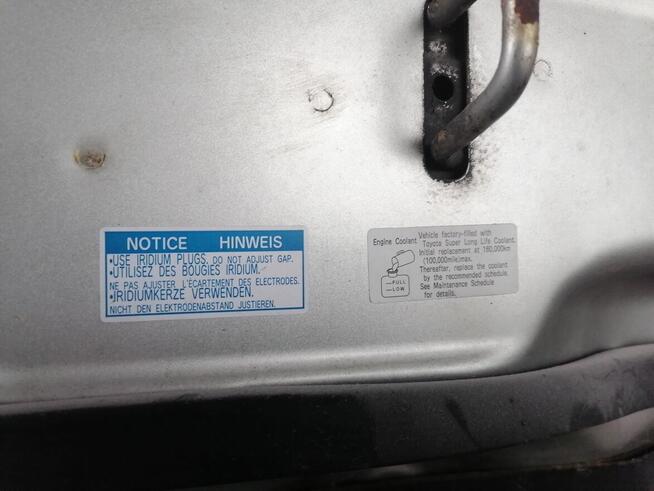 NOTICE HINWEIS
•USE IRIDIUM PLUGS. DO NOT ADJUST GAP.
•UTILISEZ DES BOUGIES IRIDIUM.
NE PAS AJUSTER L'ÉCARTEMENT DES ELECTRODES.
•IRIDIUMKERZE VERWENDEN.
NICHT DEN ELEKTRODENABSTAND JUSTIEREN.
Engine Coolant
FULL
LOW
Vehicle factory-filled with
Toyota Super Long Life Coolant.
Initial replacement at 160,000km
(100,000mile)max.
Thereafter, replace the coolant
by the recommended schedule.
See Maintenance Schedule
for details.